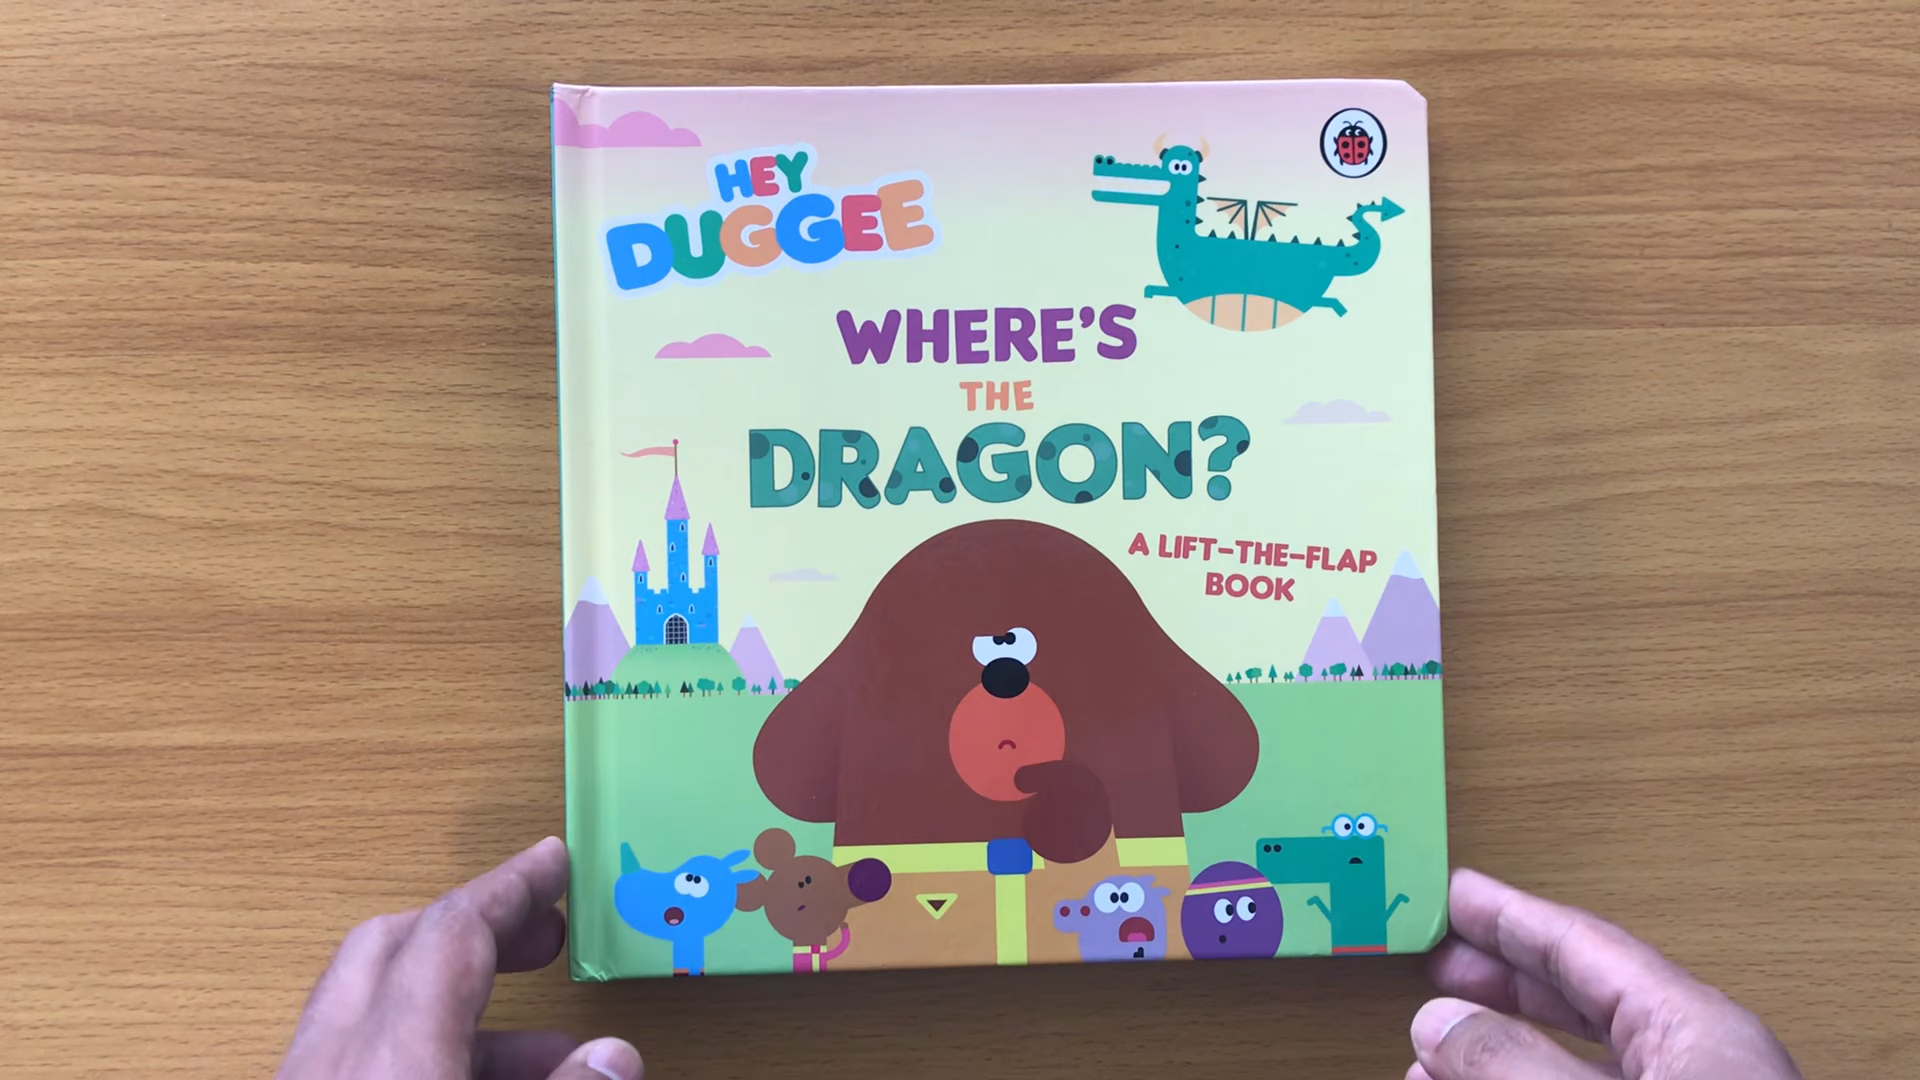 HEY
DUGGEE
WHERE'S
THE
DRAGON?
A LIFT-THE-FLAP
BOOK